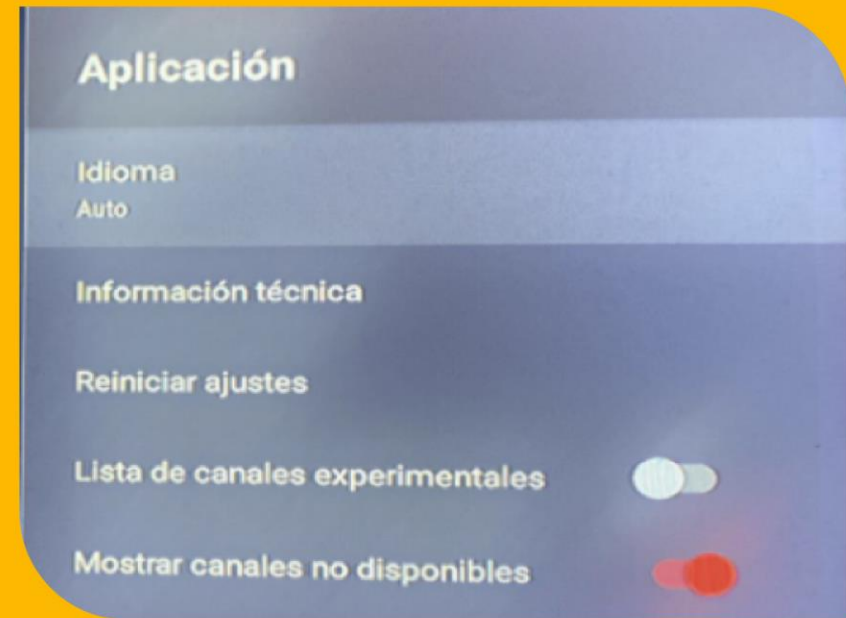 Aplicación
Idioma
Auto
Información técnica
Reiniciar ajustes
Lista de canales experimentales
Mostrar canales no disponibles